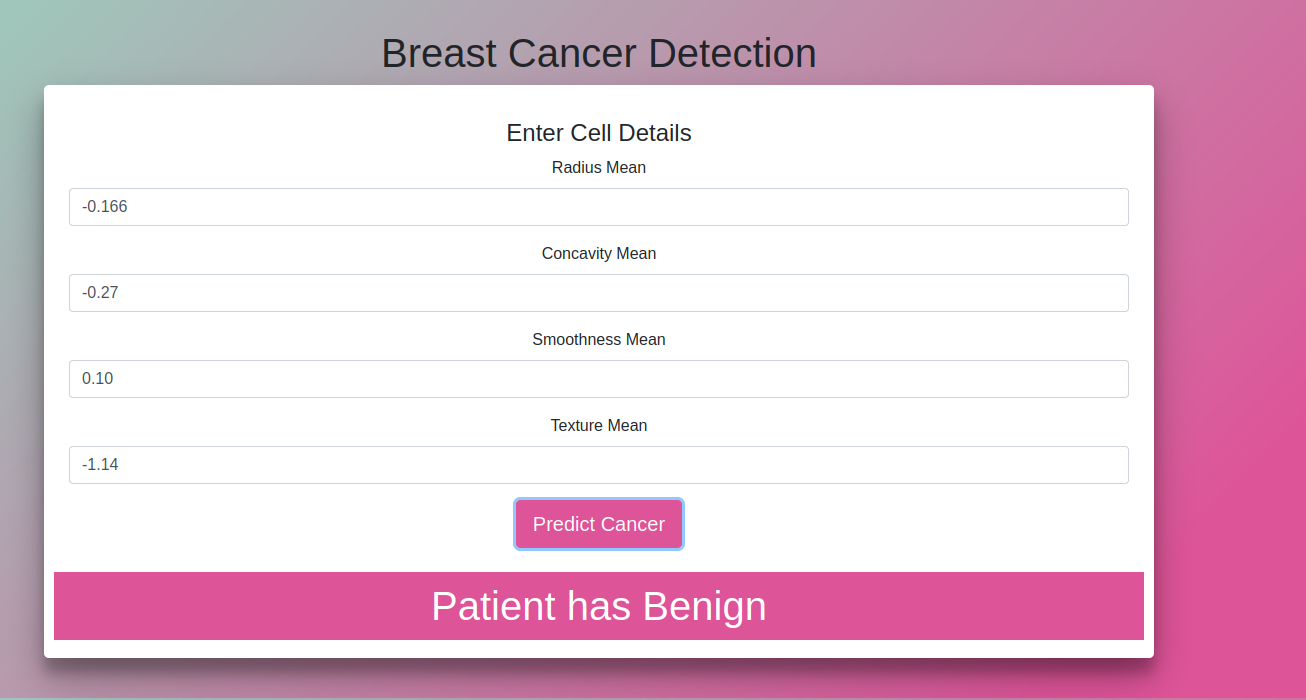 Breast Cancer Detection
Enter Cell Details
Radius Mean
-0.166
Concavity Mean
-0.27
Smoothness Mean
0.10
Texture Mean
-1.14
Predict Cancer
Patient has Benign